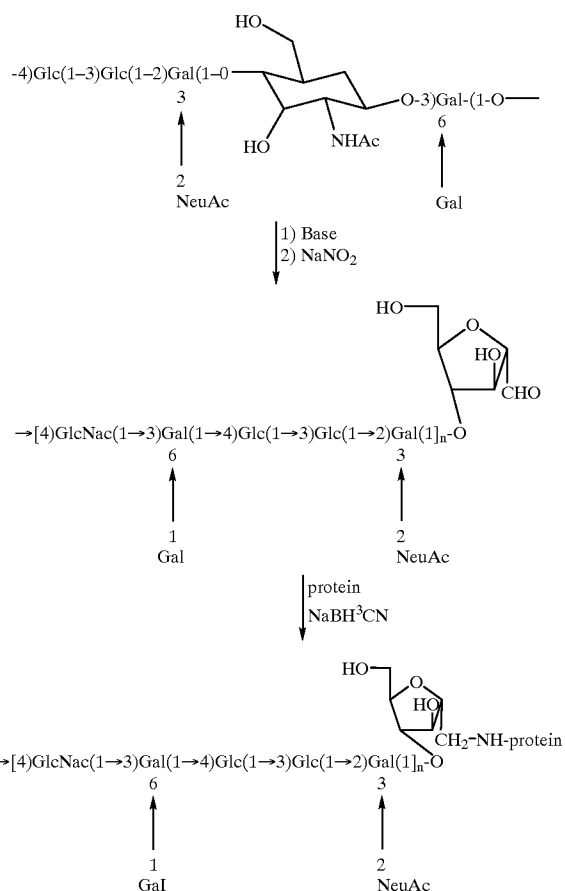 HO
-4)Glc(1–3)Glc(1–2)Gal(1–0
O-3)Gal-(1-O
3
6
HO
NHAc
2
NeuAc
Gal
1) Base
2) NaNO2
HO
O
HO
CHO
→[4)GlcNac(1→3)Gal(1→4)Glc(1→3)Glc(1→2)Gal(1]n-O
6
3
1
Gal
2
NeuAc
protein
NaBH³CN
HO
O
HO
CH2–NH-protein
→[4)GlcNac(1→3)Gal(1→4)Glc(1→3)Glc(1→2)Gal(1]n-O
6
3
1
GaI
2
NeuAc